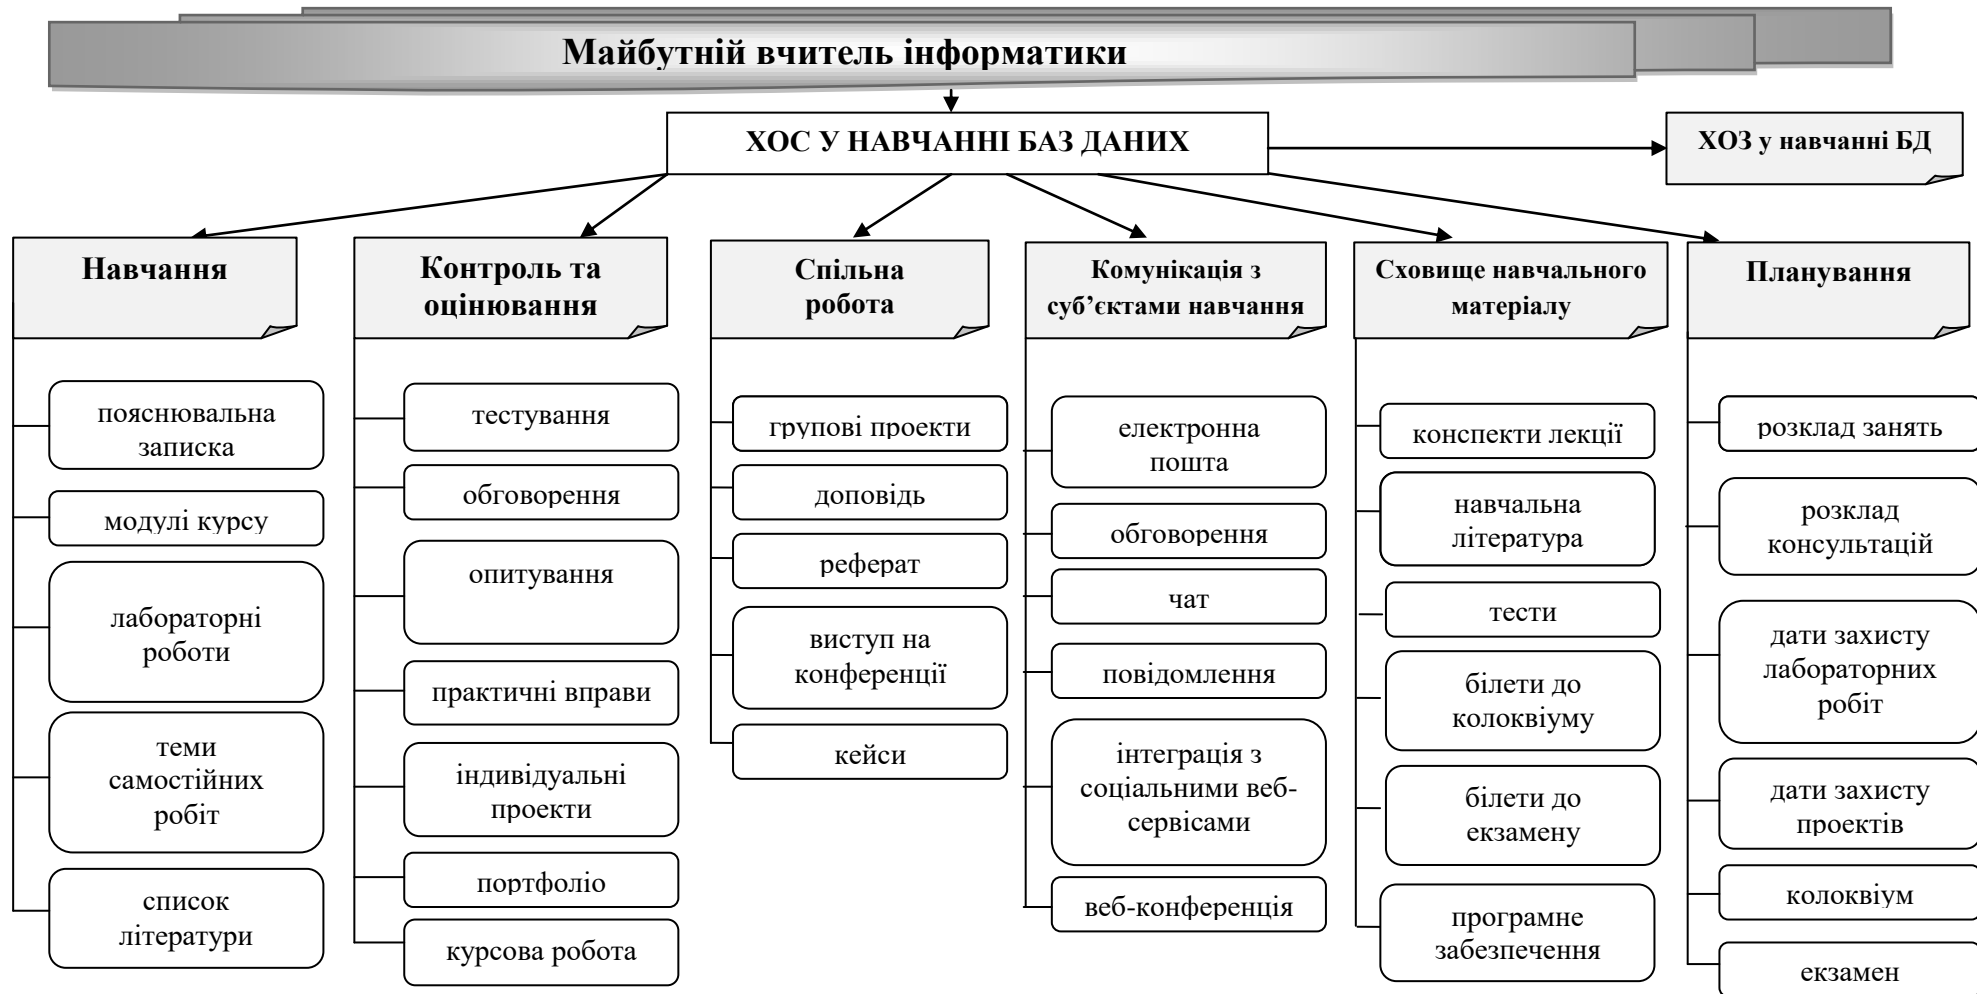 Майбутній вчитель інформатики
ХОС У НАВЧАННІ БАЗ ДАНИХ
ХОЗ у навчанні БД
Навчання
пояснювальна
записка
модулі курсу
лабораторні
роботи
теми
самостійних
робіт
список
літератури
Контроль та
оцінювання
тестування
обговорення
опитування
практичні вправи
індивідуальні
проекти
портфоліо
курсова робота
Спільна
робота
групові проекти
доповідь
реферат
виступ на
конференції
кейси
Комунікація з
суб’єктами навчання
електронна
пошта
обговорення
чат
повідомлення
інтеграція з
соціальними веб-
сервісами
веб-конференція
Сховище навчального
матеріалу
конспекти лекції
навчальна
література
тести
білети до
колоквіуму
білети до
екзамену
програмне
забезпечення
Планування
розклад занять
розклад
консультацій
дати захисту
лабораторних
робіт
дати захисту
проектів
колоквіум
екзамен